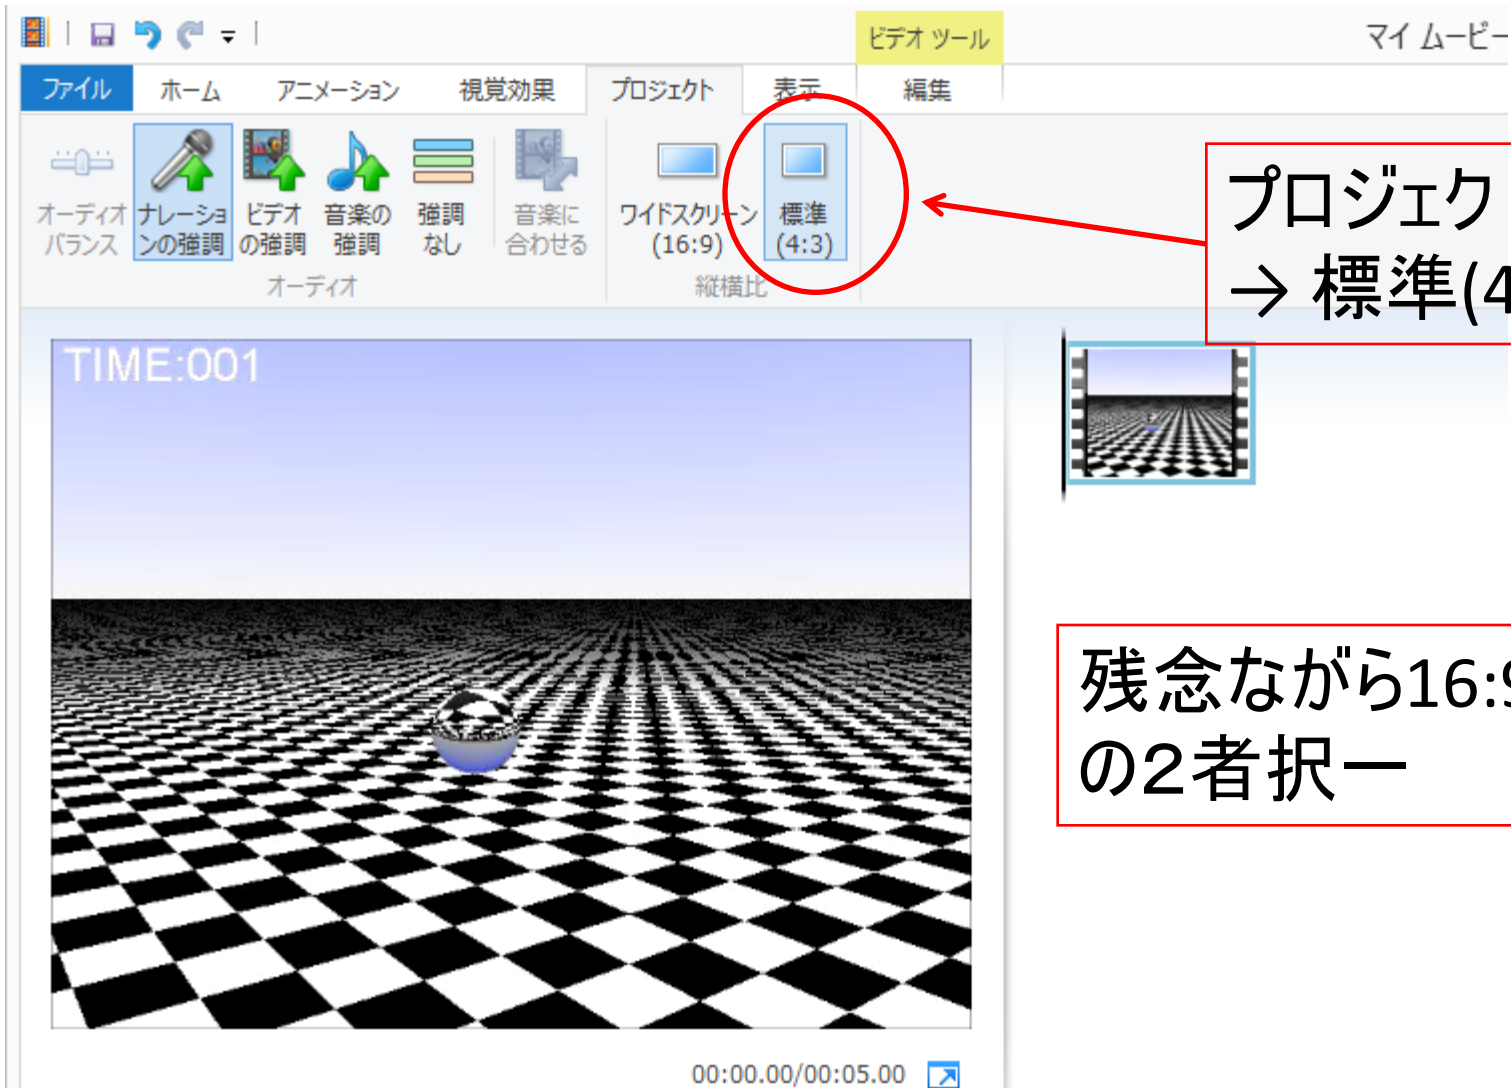 ビデオ ツール
マイ ムービー
ファイル ホーム アニメーション 視覚効果 プロジェクト 表示 編集
オーディオ
バランス
ナレーショ
ンの強調
ビデオ
の強調
音楽の
強調
強調
なし
音楽に
合わせる
ワイドスクリーン
(16:9)
標準
(4:3)
オーディオ
縦横比
プロジェク
→ 標準(4
TIME:001
残念ながら16:9
の２者択一
00:00.00/00:05.00